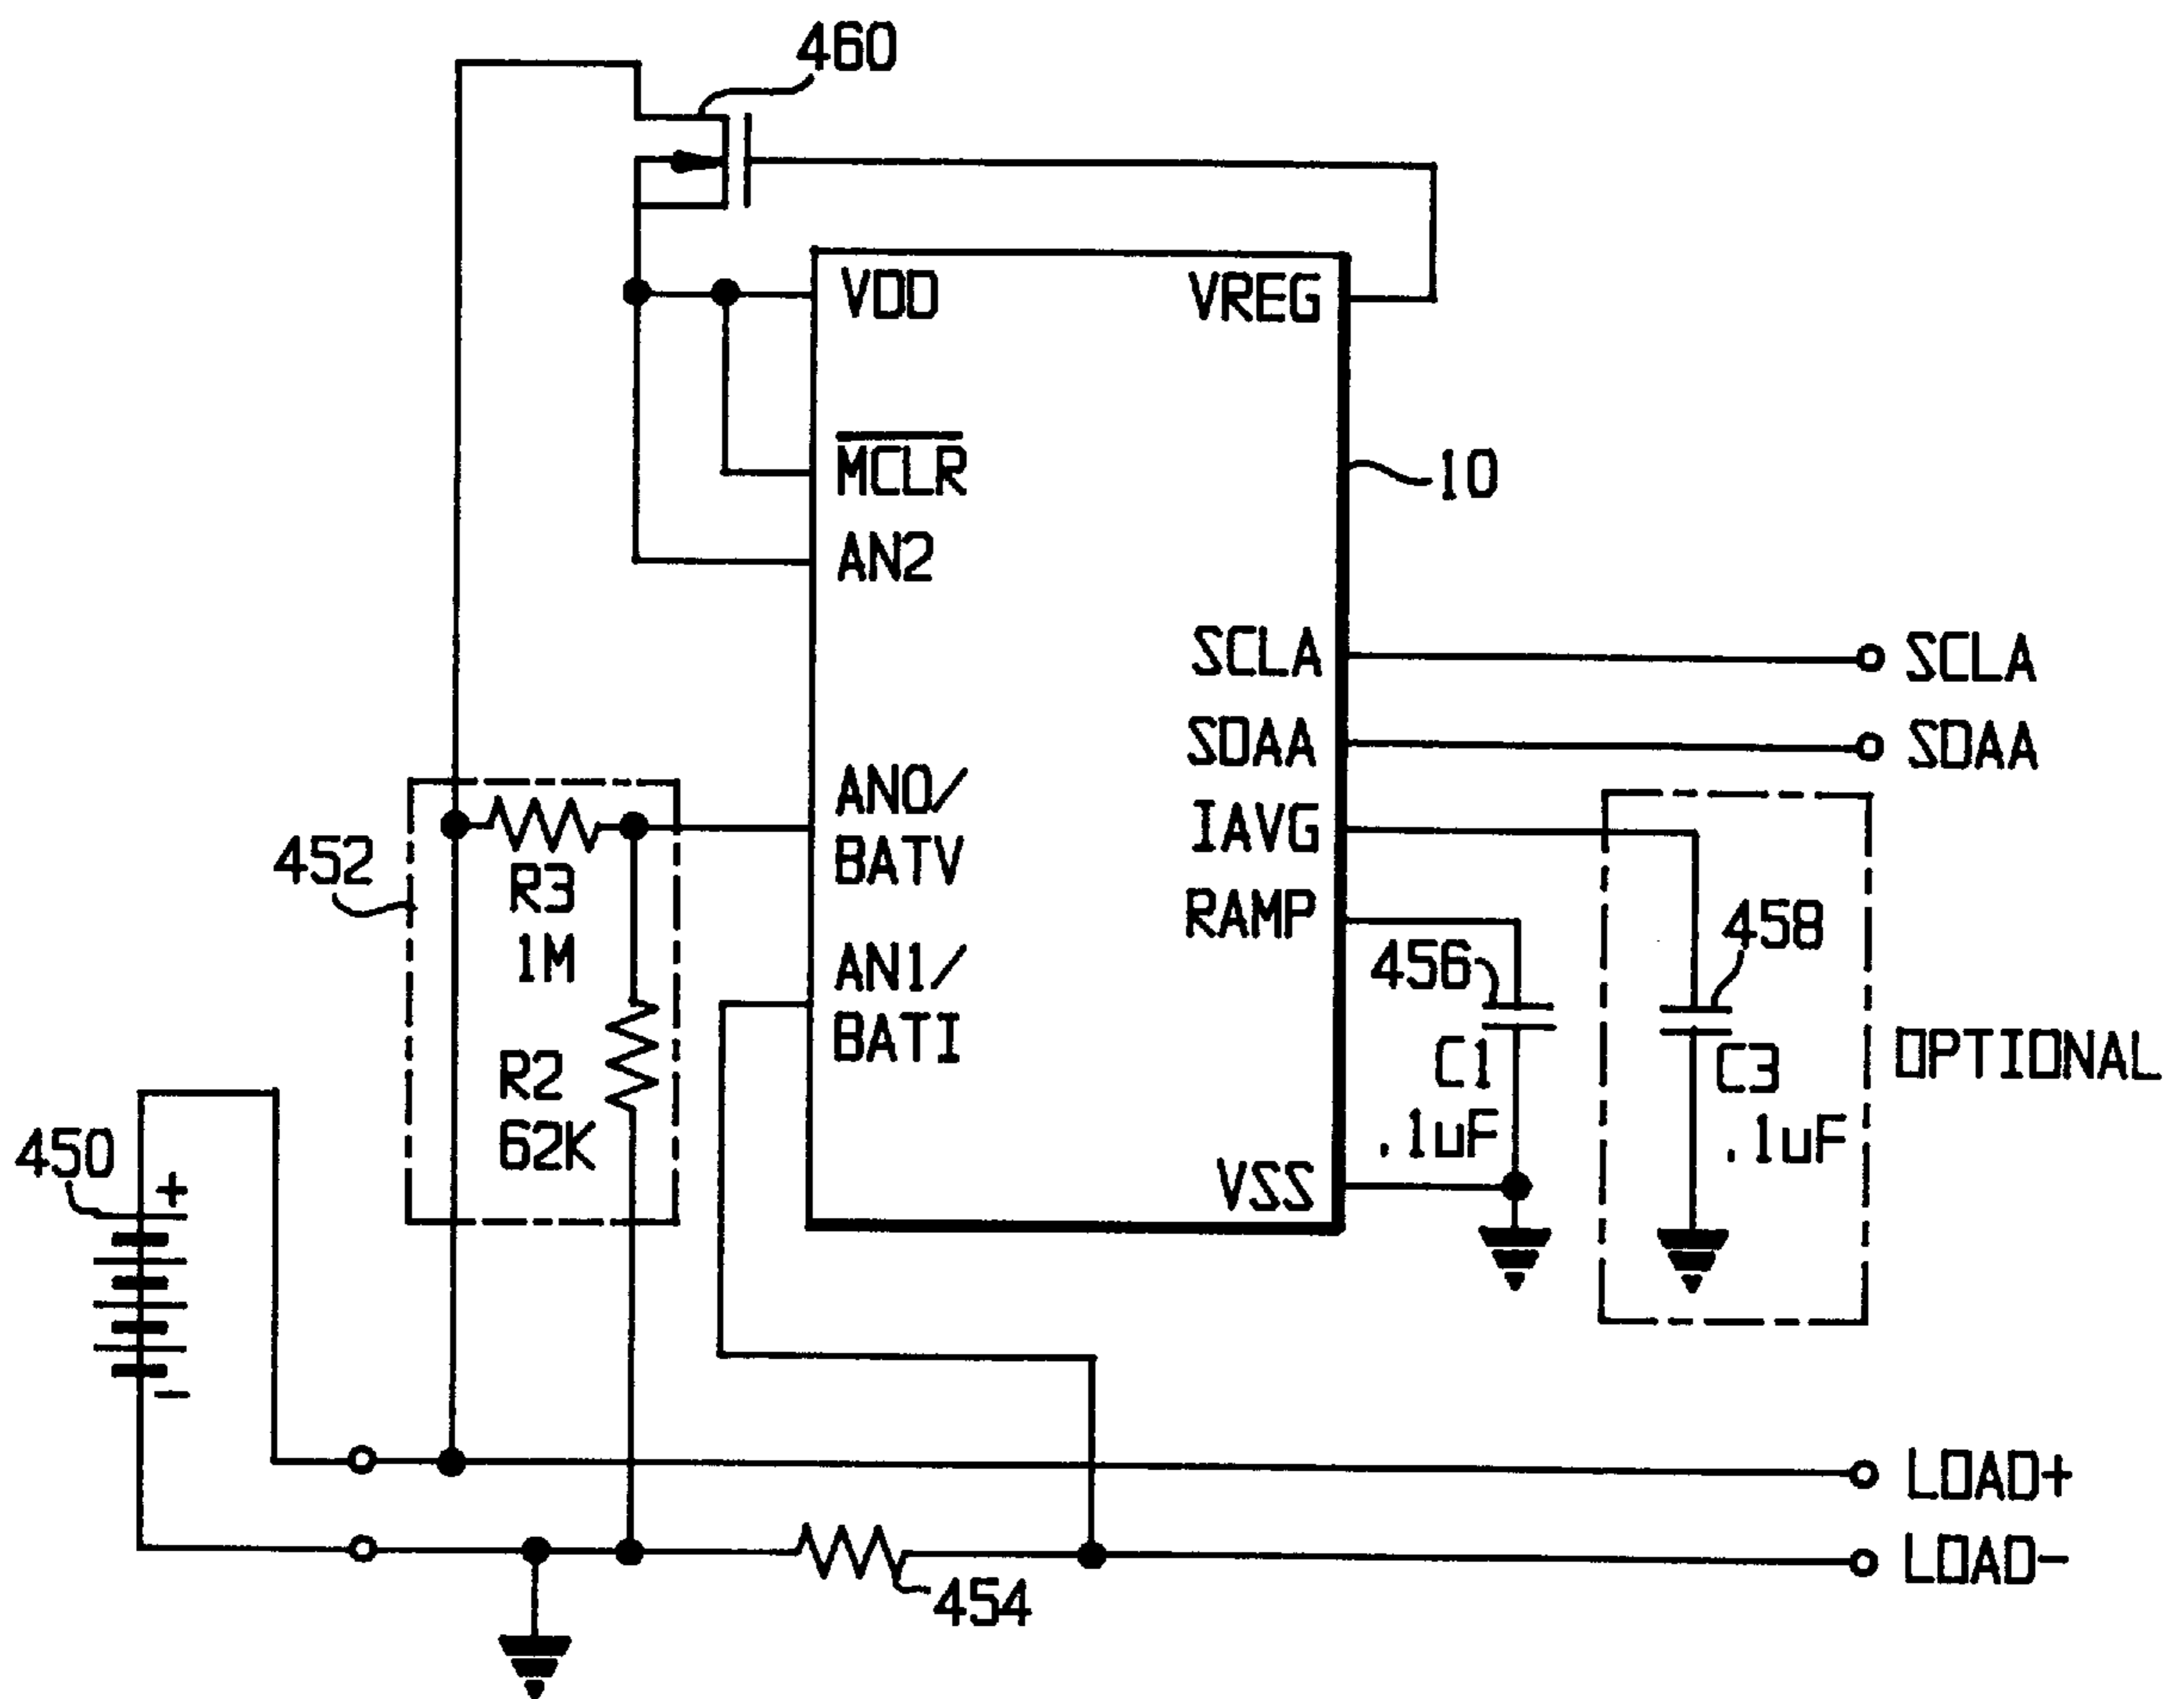 460
VDD
VREG
MCLR
10
AN2
SCLA
SCLA
SDAA
SDAA
AN0/
BATV
IAVG
452
R3
1M
RAMP
458
456
AN1/
BATI
C1
.1uF
C3
.1uF
OPTIONAL
R2
62K
450
+
-
VSS
LOAD+
LOAD-
454